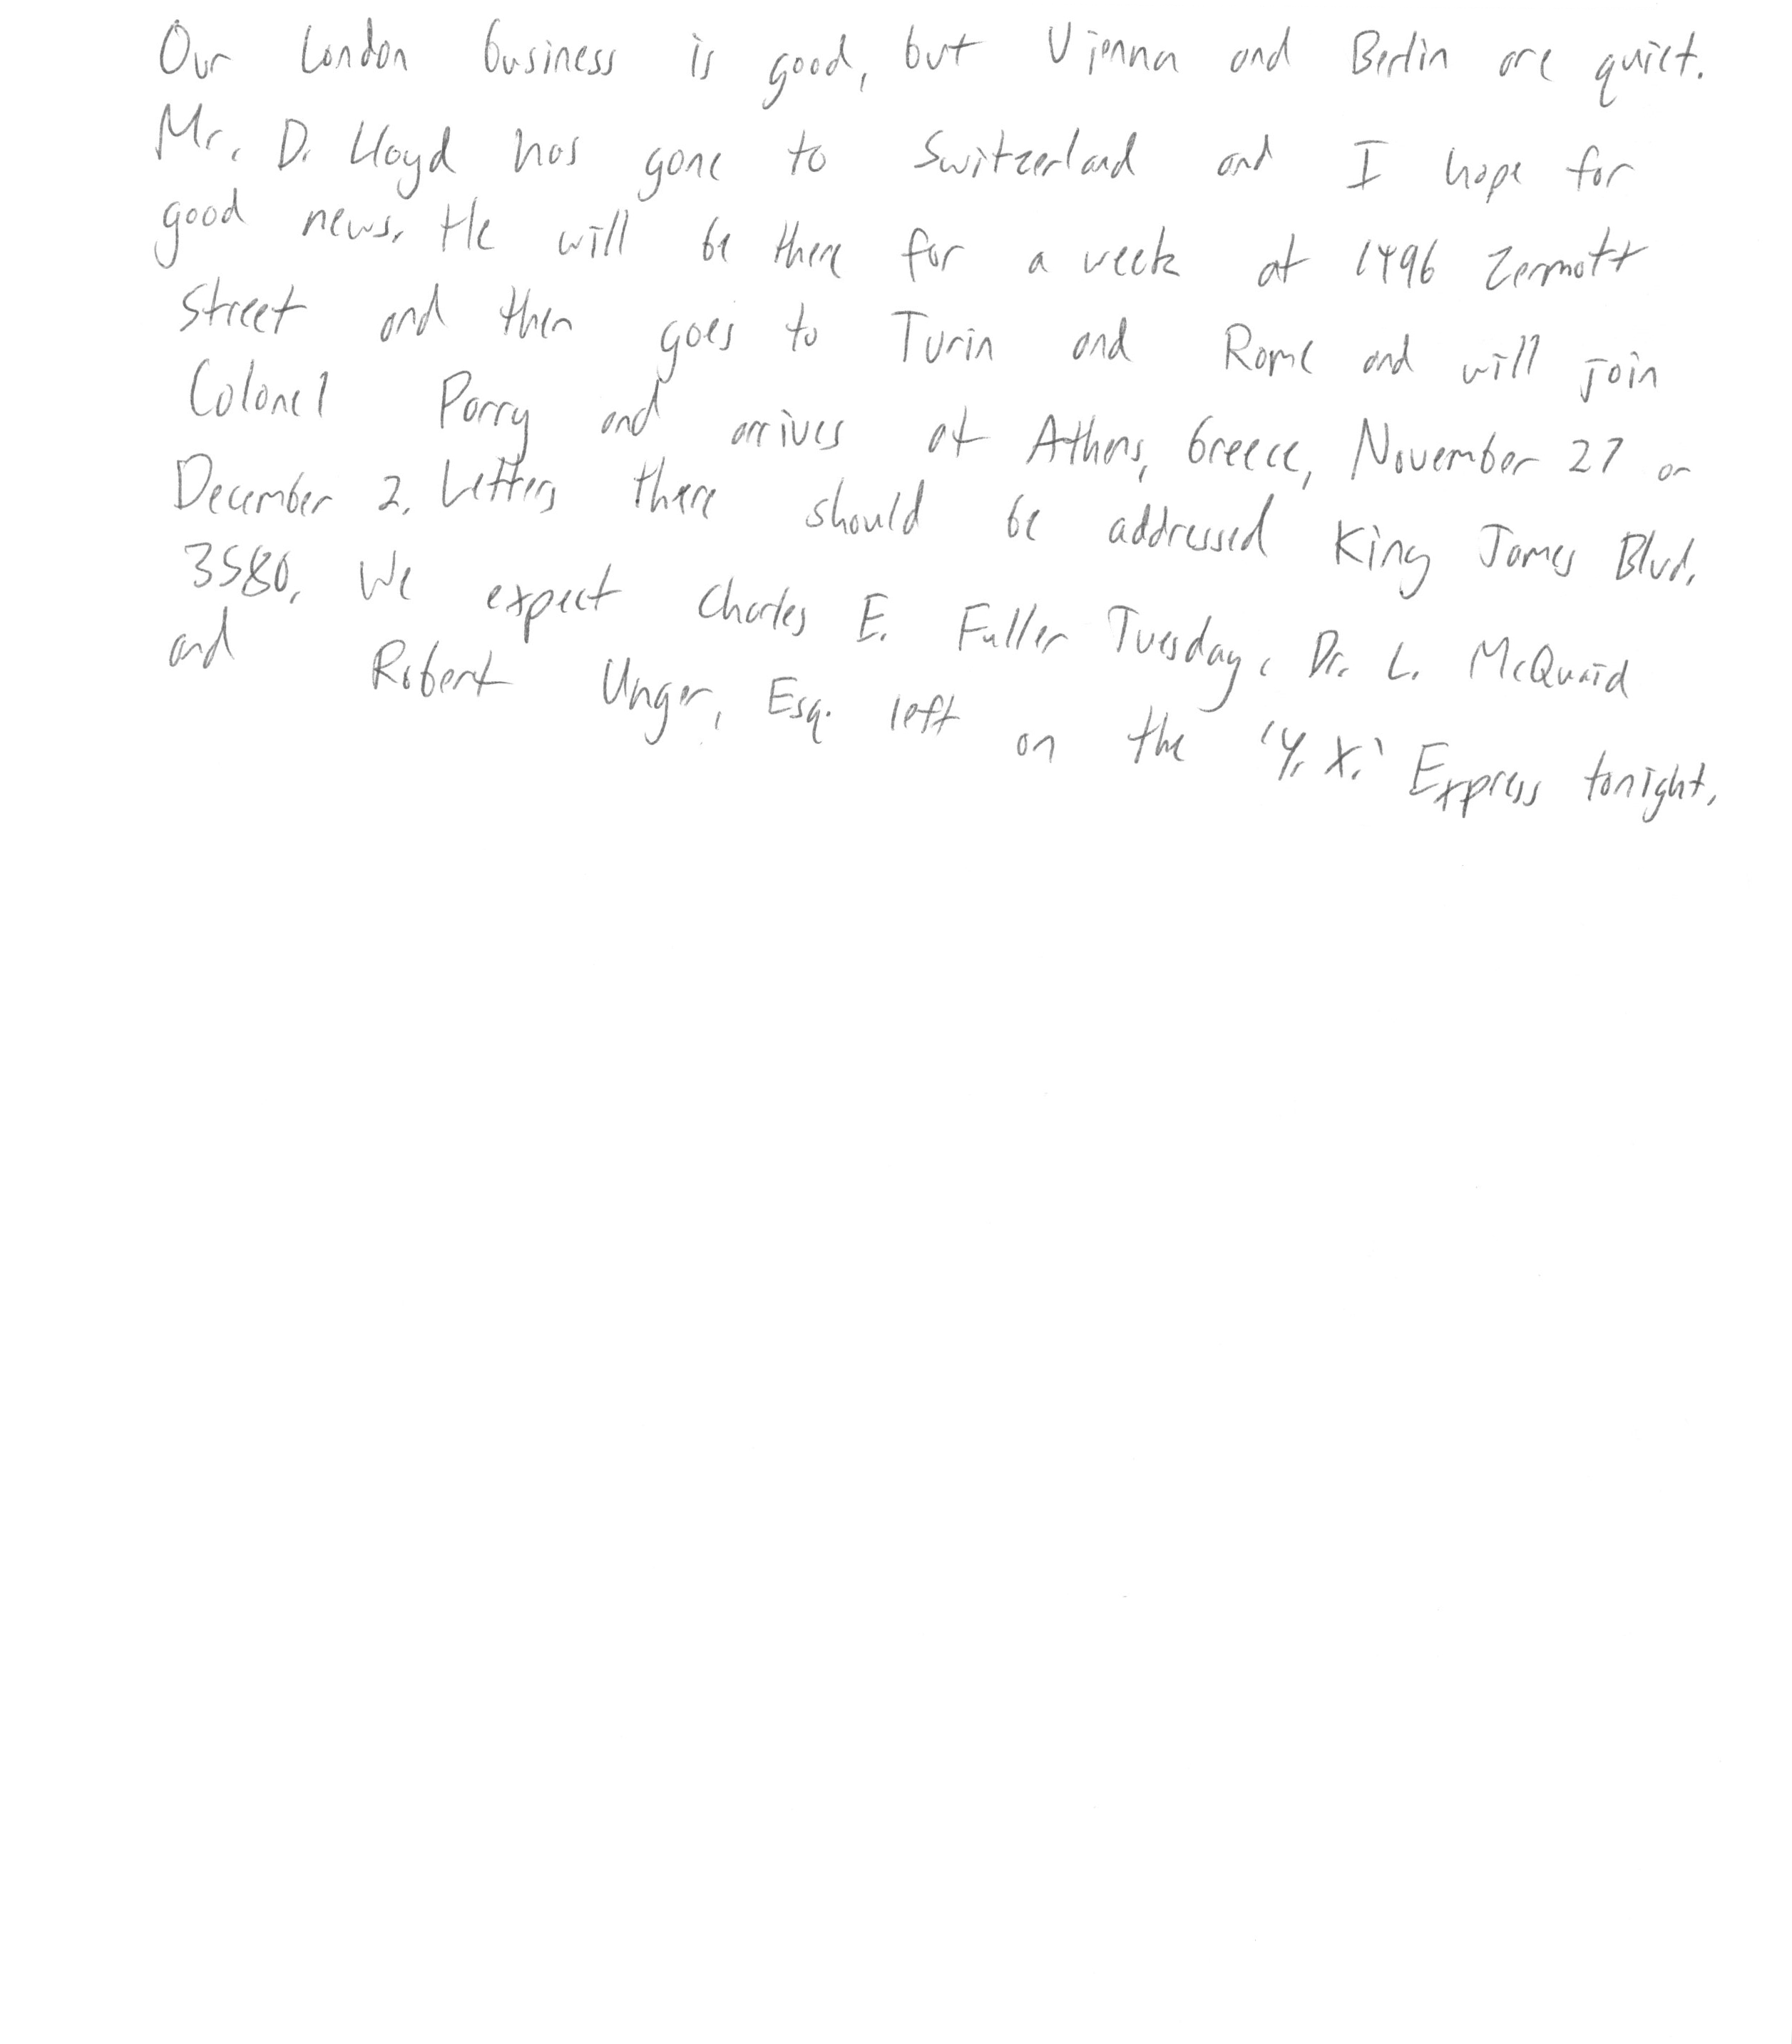 Our London business is good, but Vienna and Berlin are quiet.
Mr. D. Lloyd has gone to Switzerland and I hope for
good news. He will be there for a week at 1496 Zermott
street and then goes to Turin and Rome and will join
Colonel Parry and arrives at Athens, Greece, November 27 or
December 2. Letters there should be addressed King James Blvd.
3580. We expect Charles E. Fuller Tuesday. Dr. L. McQuaid
and Robert Unger, Esq. left on the 'Y. X.' Express tonight.